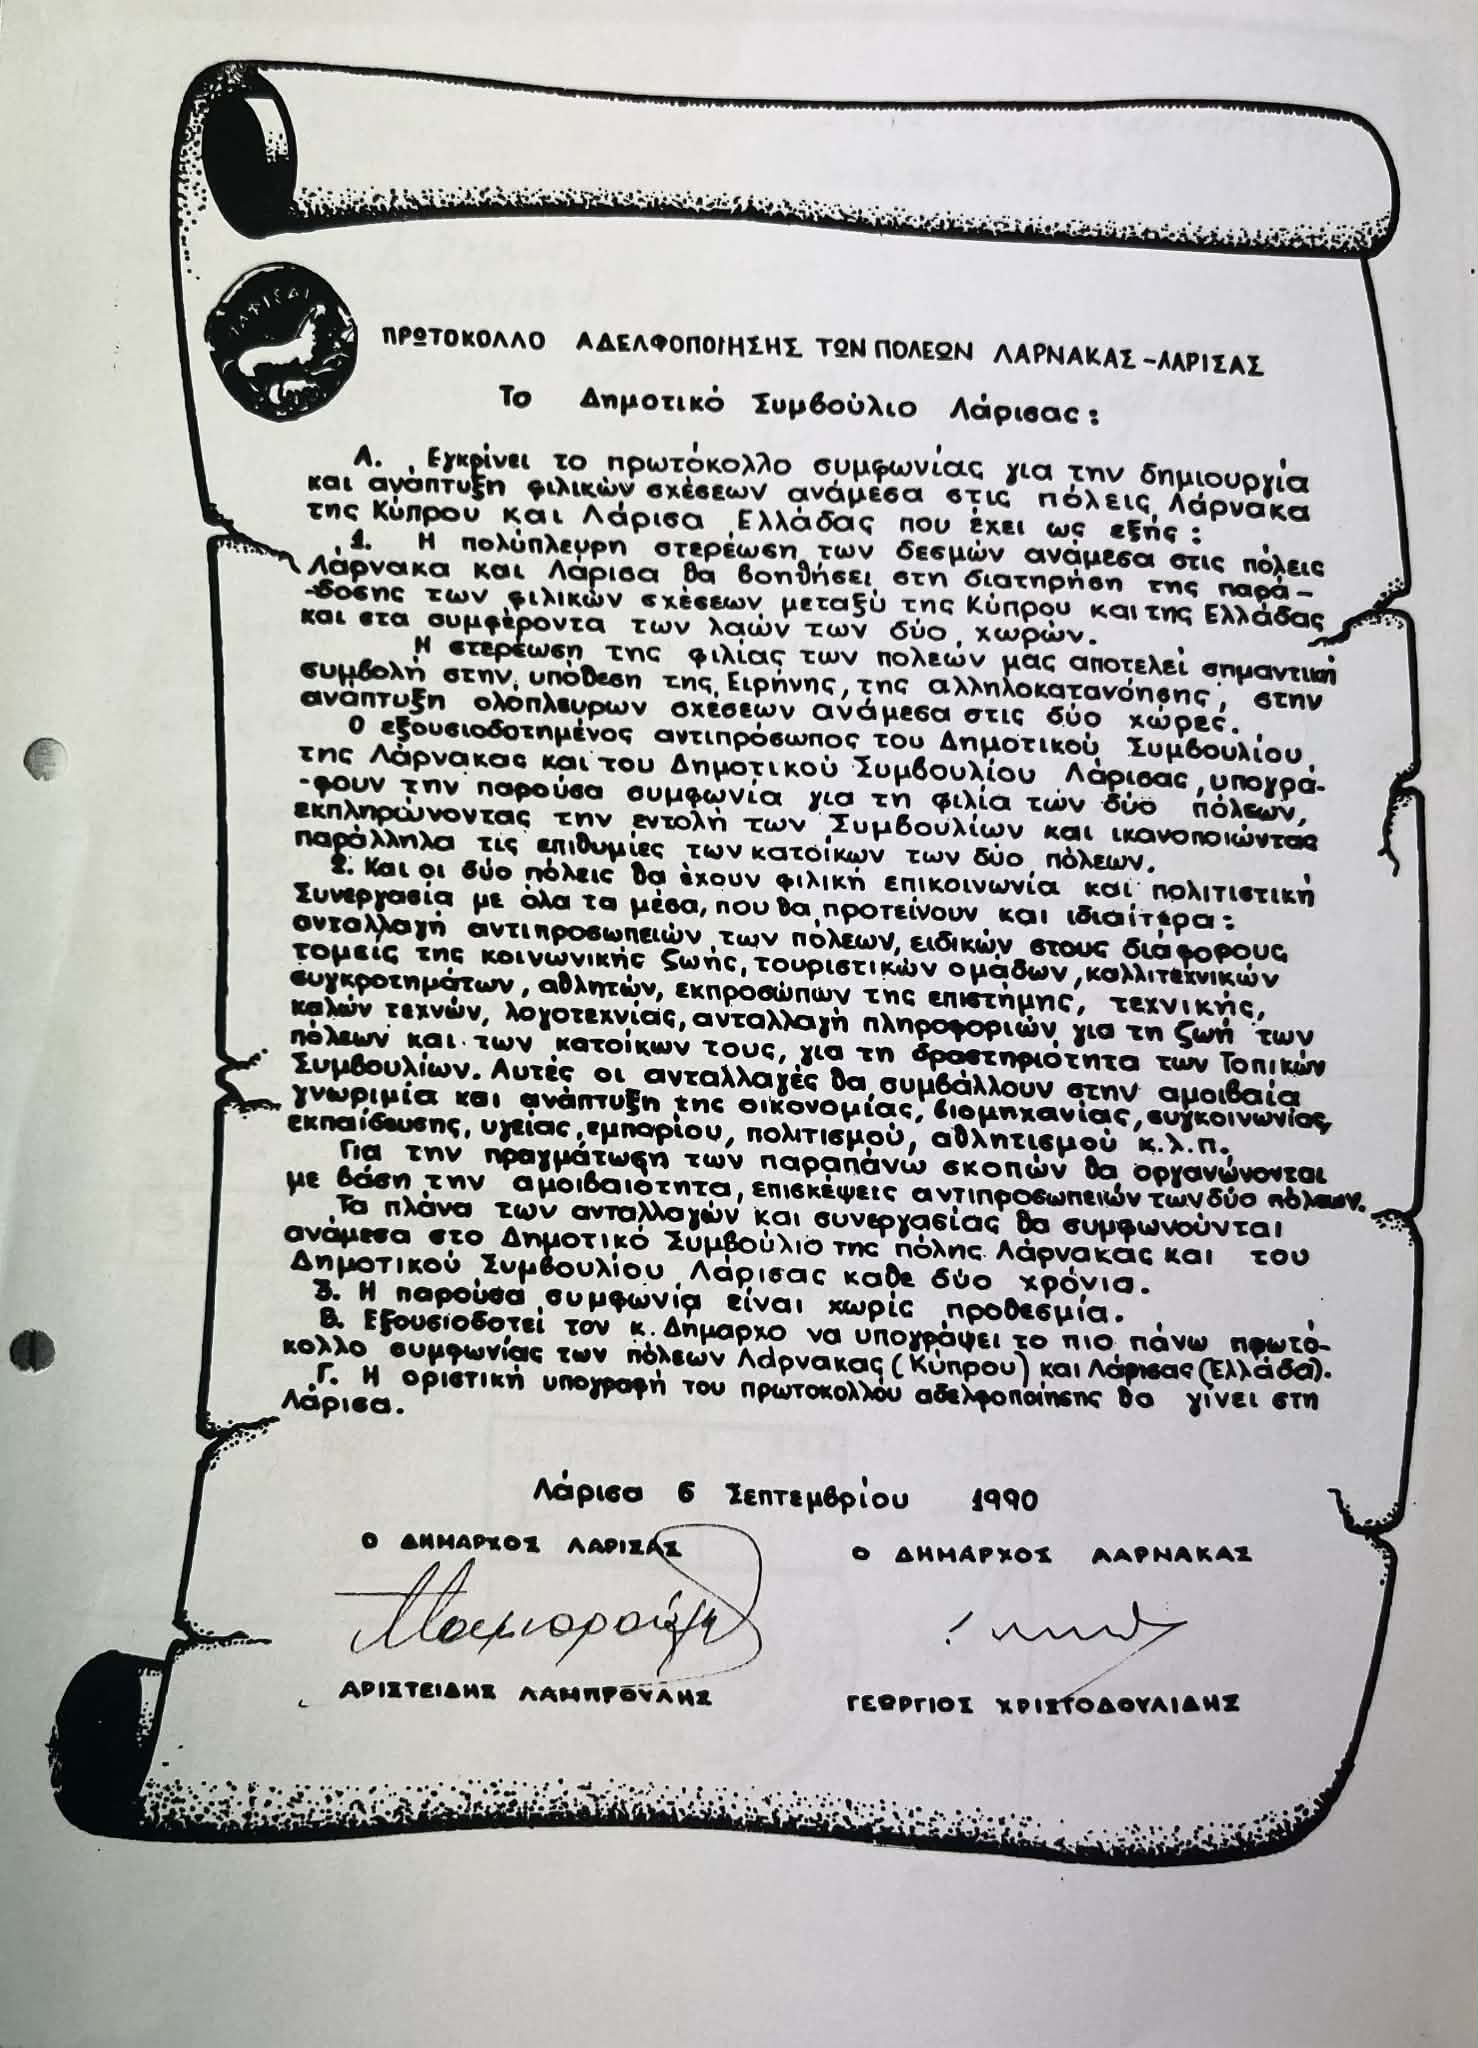 ΠΡΩΤΟΚΟΛΛΟ ΑΔΕΛΦΟΠΟΙΗΣΗΣ ΤΩΝ ΠΟΛΕΩΝ ΛΑΡΝΑΚΑΣ-ΛΑΡΙΣΑΣ
Το Δημοτικό Συμβούλιο Λάρισας:
Α. Εγκρίνει το πρωτόκολλο συμφωνίας για την δημιουργία
και ανάπτυξη φιλικών σχέσεων ανάμεσα στις πόλεις Λάρνακα
της Κύπρου και Λάρισα Ελλάδας που έχει ως εξής:
1. Η πολύπλευρη στερέωση των δεσμών ανάμεσα στις πόλεις
Λάρνακα και Λάρισα θα βοηθήσει στη διατηρήση της παρά-
-δοσης των φιλικών σχέσεων μεταξύ της Κύπρου και της Ελλάδας
και στα συμφέροντα των λαών των δύο χωρών.
Η στερέωση της φιλίας των πολεών μας αποτελεί σημαντική
συμβολή στην υπόθεση της Ειρήνης, της αλληλοκατανόησης, στην
ανάπτυξη ολόπλευρων σχέσεων ανάμεσα στις δύο χώρες.
Ο εξουσιοδοτημένος αντιπρόσωπος του Δημοτικού Συμβουλίου
της Λάρνακας και του Δημοτικού Συμβουλίου Λάρισας, υπογρά-
-φουν την παρούσα συμφωνία για τη φιλία των δύο πόλεων,
εκπληρώνοντας την εντολή των Συμβουλίων και ικανοποιώντας
παράλληλα τις επιθυμίες των κατοίκων των δύο πόλεων.
2. Και οι δύο πόλεις θα έχουν φιλική επικοινωνία και πολιτιστική
Συνεργασία με όλα τα μέσα, που θα προτείνουν και ιδιαίτερα:
ανταλλαγή αντιπροσωπειών των πόλεων, ειδικών στους διάφορους
τομείς της κοινωνικής ζωής, τουριστικών ομάδων, καλλιτεχνικών
συγκροτημάτων, αθλητών, εκπροσώπων της επιστήμης, τεχνικής,
καλών τεχνών, λογοτεχνίας, ανταλλαγή πληροφοριών για τη ζωή των
πόλεων και των κατοίκων τους, για τη δραστηριότητα των Τοπικών
Συμβουλίων. Αυτές οι ανταλλαγές θα συμβάλλουν στην αμοιβαία
γνωριμία και ανάπτυξη της οικονομίας, βιομηχανίας, συγκοινωνίας,
εκπαίδευσης, υγείας, εμπορίου, πολιτισμού, αθλητισμού κ.λ.π.
Για την πραγμάτωση των παραπάνω σκοπών θα οργανώνονται
με βάση την αμοιβαιότητα, επισκέψεις αντιπροσωπειών των δύο πόλεων.
Τα πλάνα των ανταλλαγών και συνεργασίας θα συμφωνούνται
ανάμεσα στο Δημοτικό Συμβούλιο της πόλης Λάρνακας και του
Δημοτικού Συμβουλίου Λάρισας κάθε δύο χρόνια.
3. Η παρούσα συμφωνία είναι χωρίς προθεσμία.
Β. Εξουσιοδοτεί τον κ. Δήμαρχο να υπογράψει το πιο πάνω πρωτό-
κολλο συμφωνίας των πόλεων Λάρνακας (Κύπρου) και Λάρισας (Ελλάδα).
Γ. Η οριστική υπογραφή του πρωτοκόλλου αδελφοποίησης θα γίνει στη
Λάρισα.
Λάρισα 6 Σεπτεμβρίου 1990
Ο ΔΗΜΑΡΧΟΣ ΛΑΡΙΣΑΣ Ο ΔΗΜΑΡΧΟΣ ΛΑΡΝΑΚΑΣ
ΑΡΙΣΤΕΙΔΗΣ ΛΑΜΠΡΟΥΛΗΣ ΓΕΩΡΓΙΟΣ ΧΡΙΣΤΟΔΟΥΛΙΔΗΣ